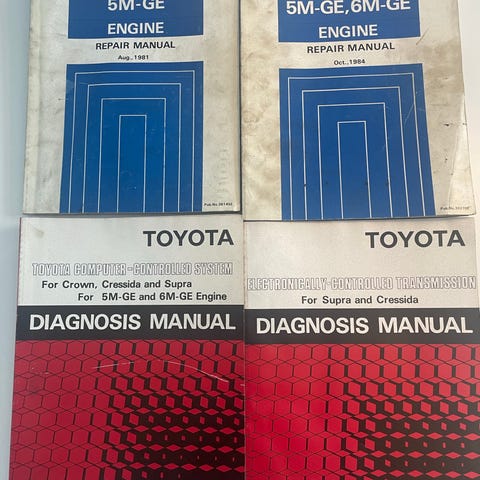 5M-GE
ENGINE
REPAIR MANUAL
Aug., 1981
5M-GE, 6M-GE
ENGINE
REPAIR MANUAL
Oct., 1984
TOYOTA
TOYOTA COMPUTER-CONTROLLED SYSTEM
For Crown, Cressida and Supra
For 5M-GE and 6M-GE Engine
DIAGNOSIS MANUAL
TOYOTA
ELECTRONICALLY-CONTROLLED TRANSMISSION
For Supra and Cressida
DIAGNOSIS MANUAL